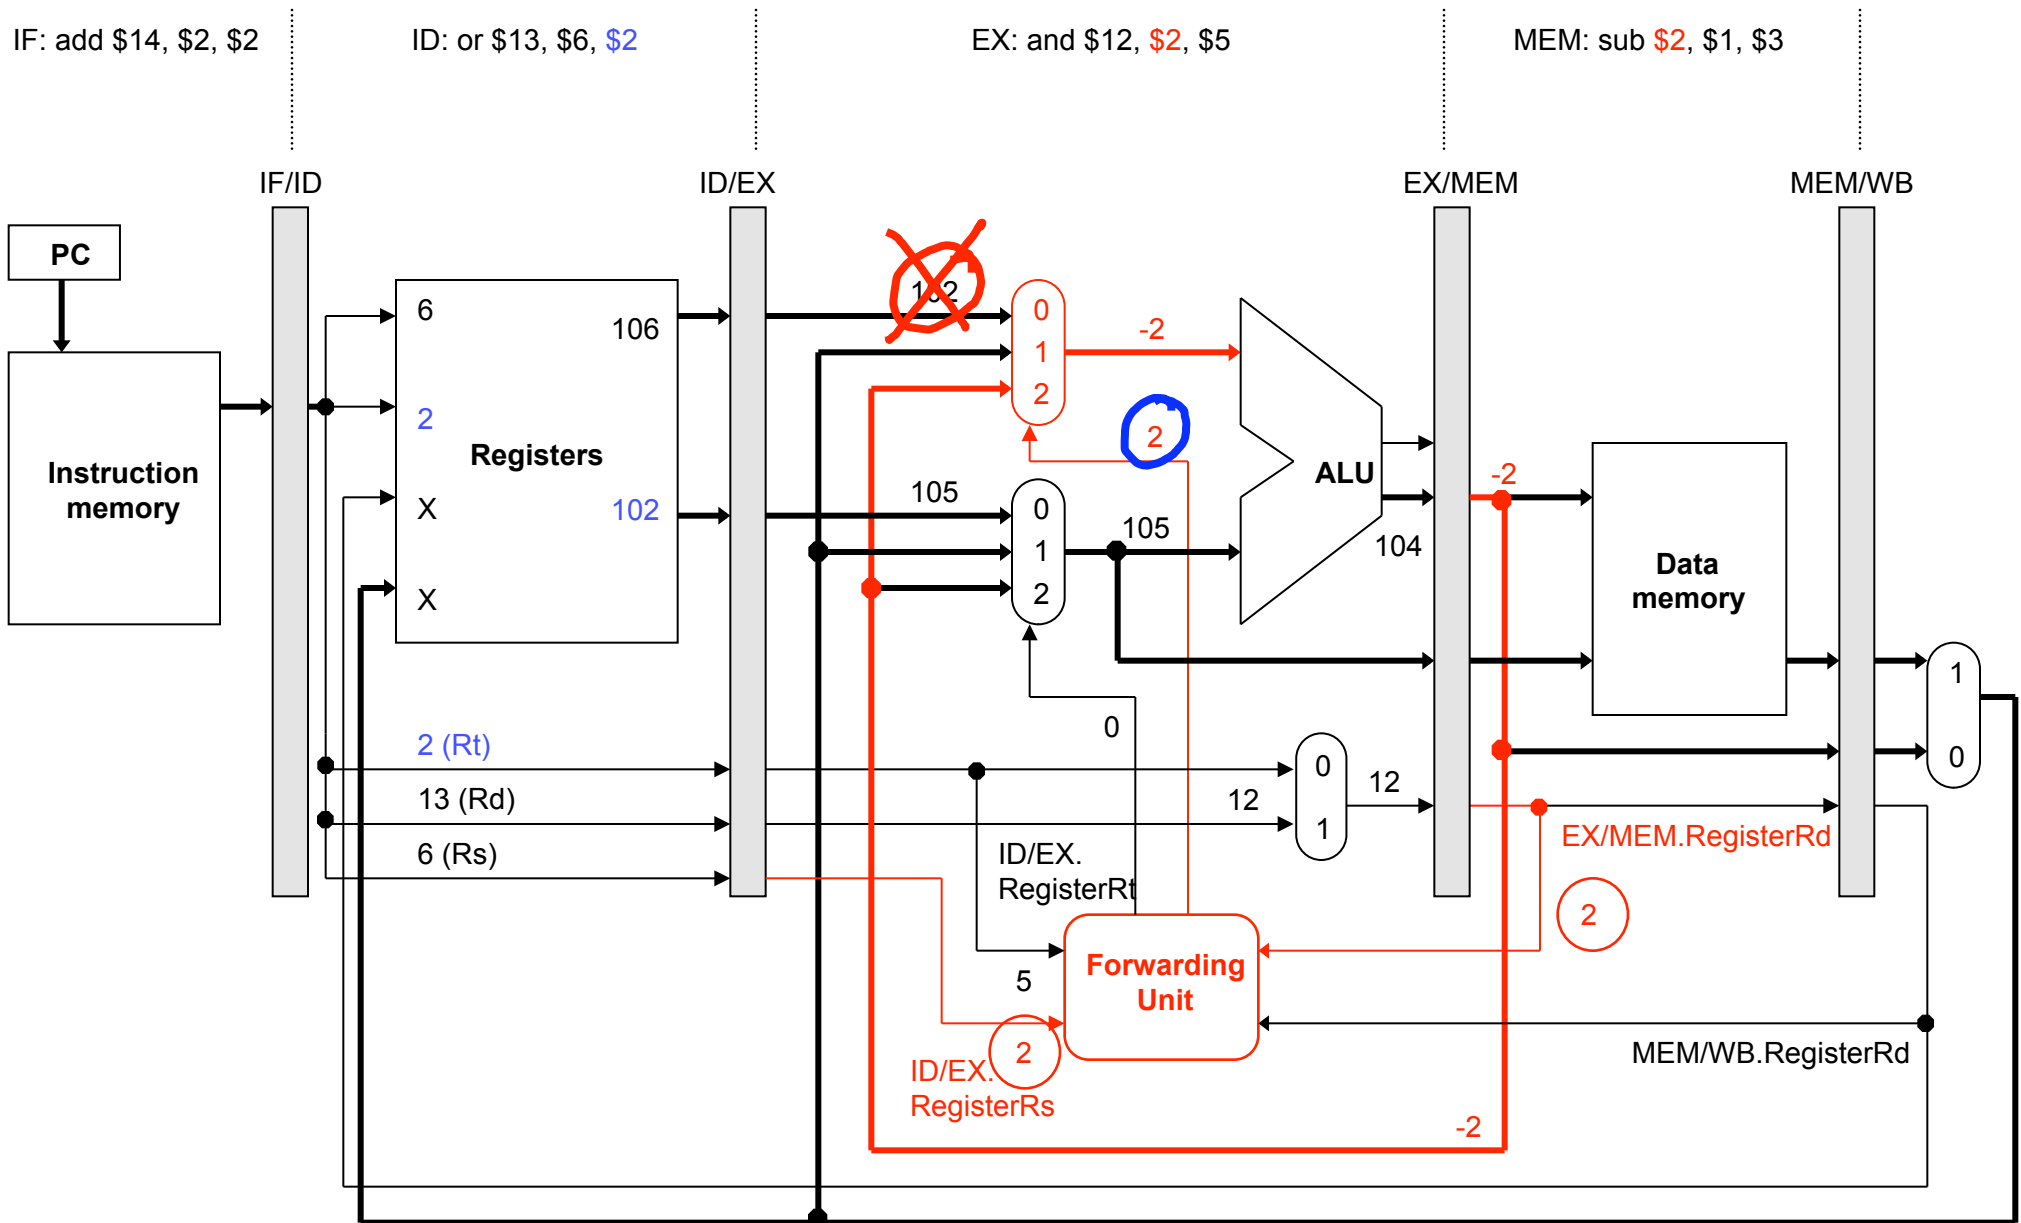 IF: add $14, $2, $2
ID: or $13, $6, $2
EX: and $12, $2, $5
MEM: sub $2, $1, $3
IF/ID
ID/EX
EX/MEM
MEM/WB
PC
Instruction
memory
6
2
X
X
Registers
106
102
102
0
1
2
-2
2
105
0
1
2
105
ALU
104
-2
Data
memory
1
0
0
2 (Rt)
13 (Rd)
6 (Rs)
12
0
1
12
EX/MEM.RegisterRd
2
ID/EX.
RegisterRt
5
Forwarding
Unit
2
ID/EX.
RegisterRs
MEM/WB.RegisterRd
-2